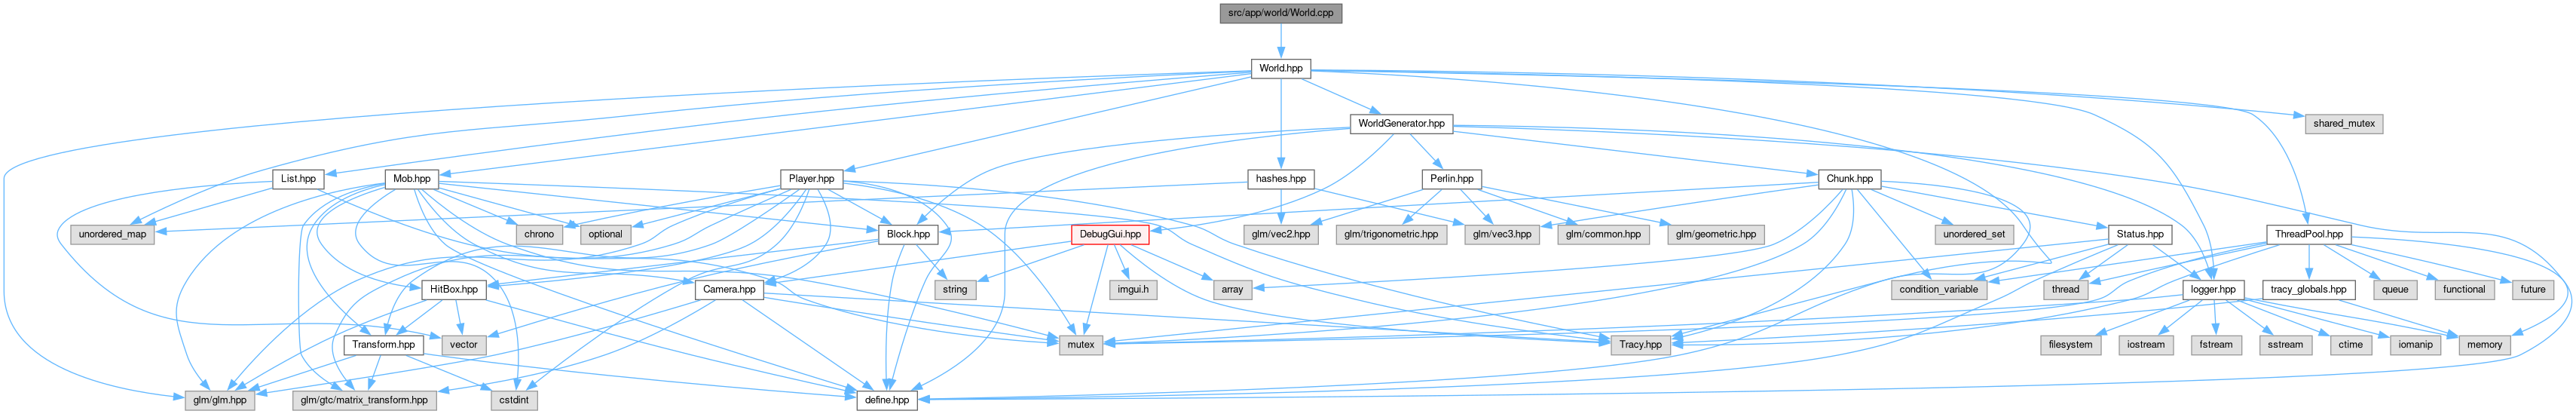 src/app/world/World.cpp
World.hpp
WorldGenerator.hpp
shared_mutex
List.hpp
Mob.hpp
Player.hpp
hashes.hpp
Perlin.hpp
Chunk.hpp
unordered_map
chrono
optional
Block.hpp
DebugGui.hpp
glm/vec2.hpp
glm/trigonometric.hpp
glm/vec3.hpp
glm/common.hpp
glm/geometric.hpp
unordered_set
Status.hpp
ThreadPool.hpp
HitBox.hpp
Camera.hpp
string
imgui.h
array
condition_variable
thread
logger.hpp
tracy_globals.hpp
queue
functional
future
Transform.hpp
vector
mutex
Tracy.hpp
filesystem
iostream
fstream
sstream
ctime
iomanip
memory
glm/glm.hpp
glm/gtc/matrix_transform.hpp
cstdint
define.hpp